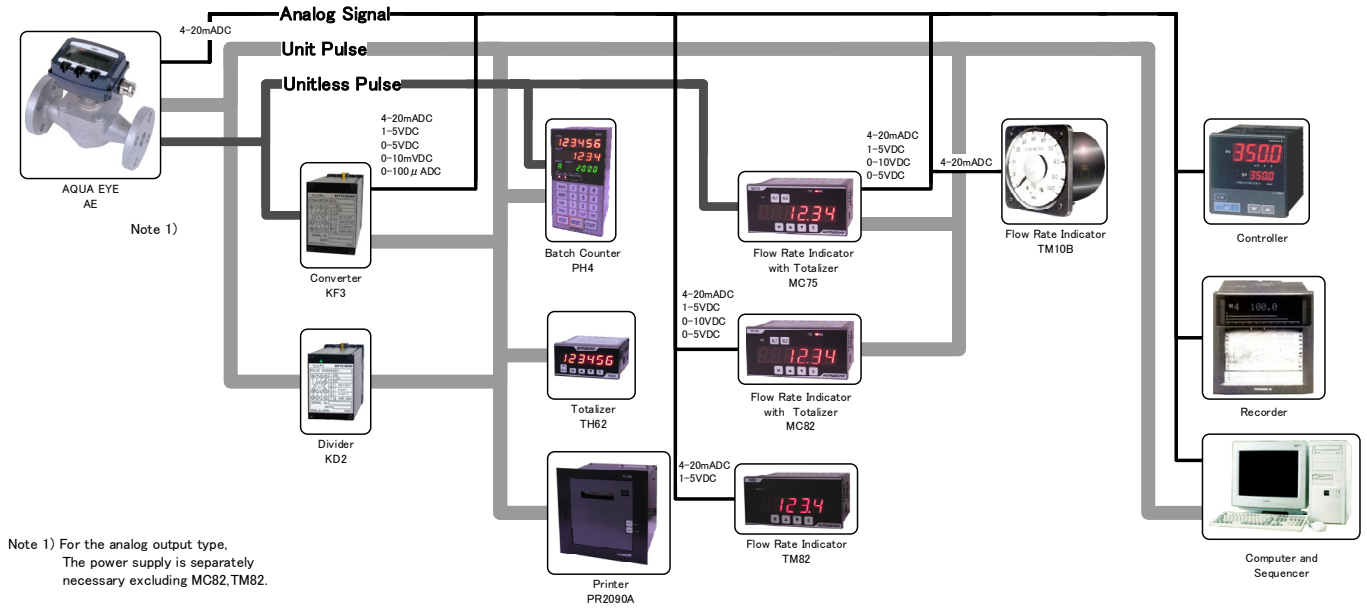 Analog Signal
4-20mADC
Unit Pulse
Unitless Pulse
AQUA EYE
AE
Note 1)
4-20mADC
1-5VDC
0-5VDC
0-10mVDC
0-100μADC
Converter
KF3
Divider
KD2
123456
1234
2000
Batch Counter
PH4
123456
Totalizer
TH62
Printer
PR2090A
12.34
Flow Rate Indicator
with Totalizer
MC75
4-20mADC
1-5VDC
0-10VDC
0-5VDC
4-20mADC
1-5VDC
0-10VDC
0-5VDC
12.34
Flow Rate Indicator
with Totalizer
MC82
4-20mADC
1-5VDC
123.4
Flow Rate Indicator
TM82
4-20mADC
Flow Rate Indicator
TM10B
350.0
350.0
Controller
100.0
Recorder
Computer and
Sequencer
Note 1) For the analog output type,
The power supply is separately
necessary excluding MC82,TM82.